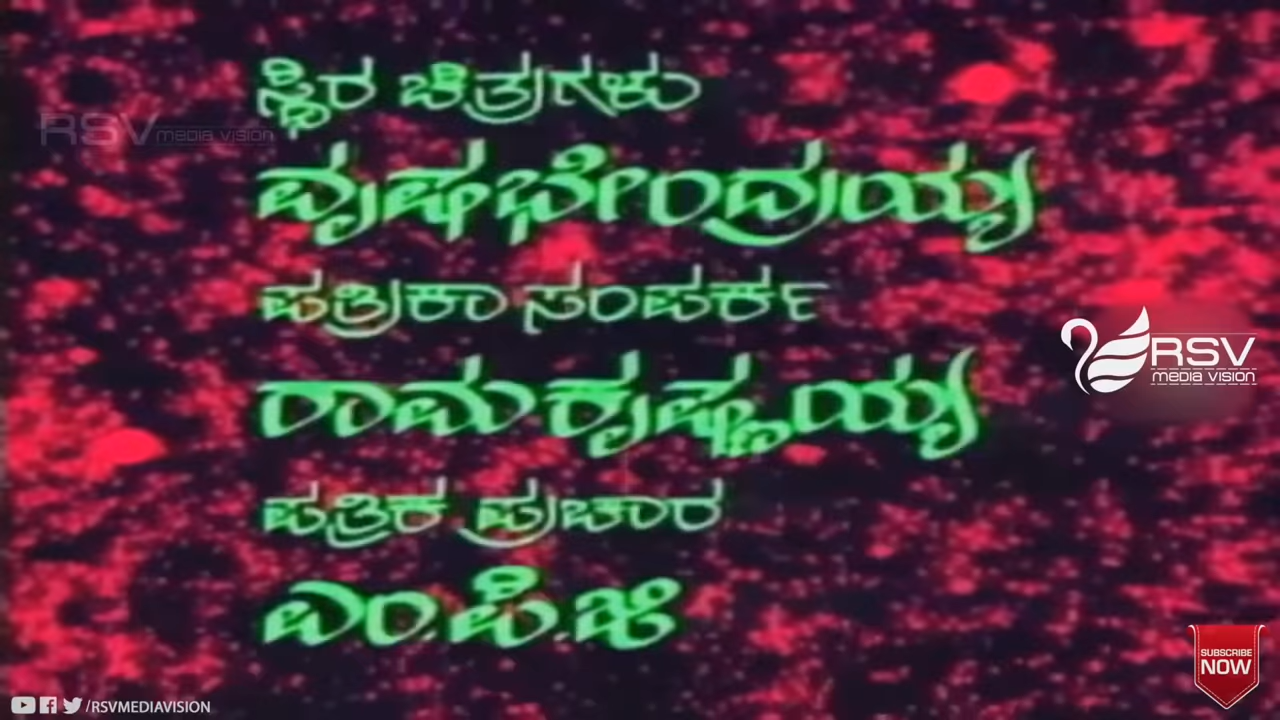 ಸ್ಥಿರ ಚಿತ್ರಗಳು
RSV media vision
ವೃಷಭೇಂದ್ರಯ್ಯ
ಪತ್ರಿಕಾ ಸಂಪರ್ಕ
RSV
media vision
ರಾಮಕೃಷ್ಣಯ್ಯ
ಪತ್ರಿಕ ಪ್ರಚಾರ
ಎಂ.ಪಿ.ಜಿ
SUBSCRIBE
NOW
/RSVMEDIAVISION